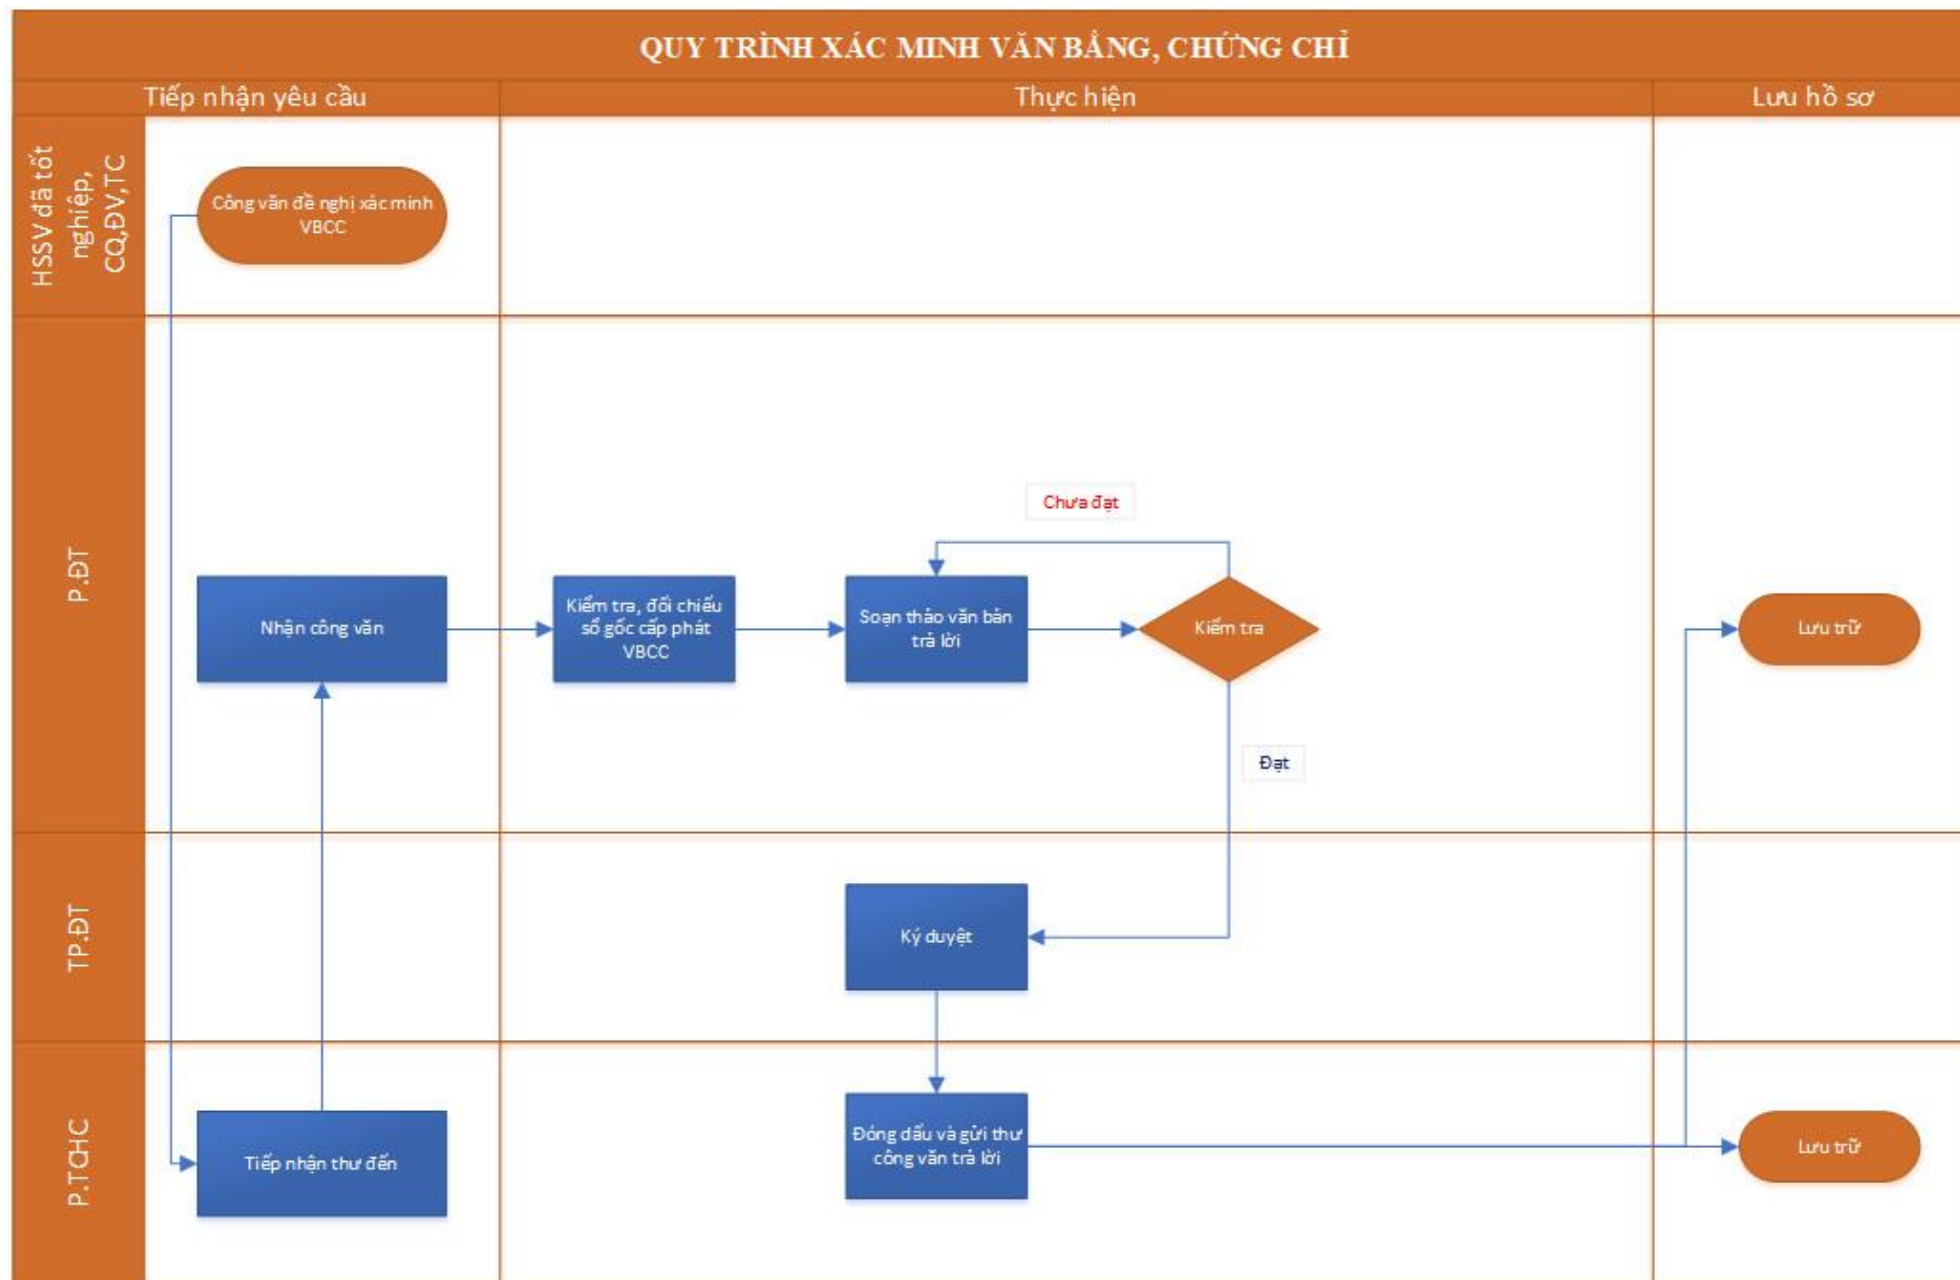 QUY TRÌNH XÁC MINH VĂN BẰNG, CHỨNG CHỈ
Tiếp nhận yêu cầu
Thực hiện
Lưu hồ sơ
HSSV đã tốt
nghiệp,
CQ,ĐV,TC
Công văn đề nghị xác minh
VBCC
P.ĐT
Chưa đạt
Nhận công văn
Kiểm tra, đối chiếu
sổ gốc cấp phát
VBCC
Soạn thảo văn bản
trả lời
Kiểm tra
Lưu trữ
Đạt
TP.ĐT
Ký duyệt
P.TCHC
Tiếp nhận thư đến
Đóng dấu và gửi thư
công văn trả lời
Lưu trữ